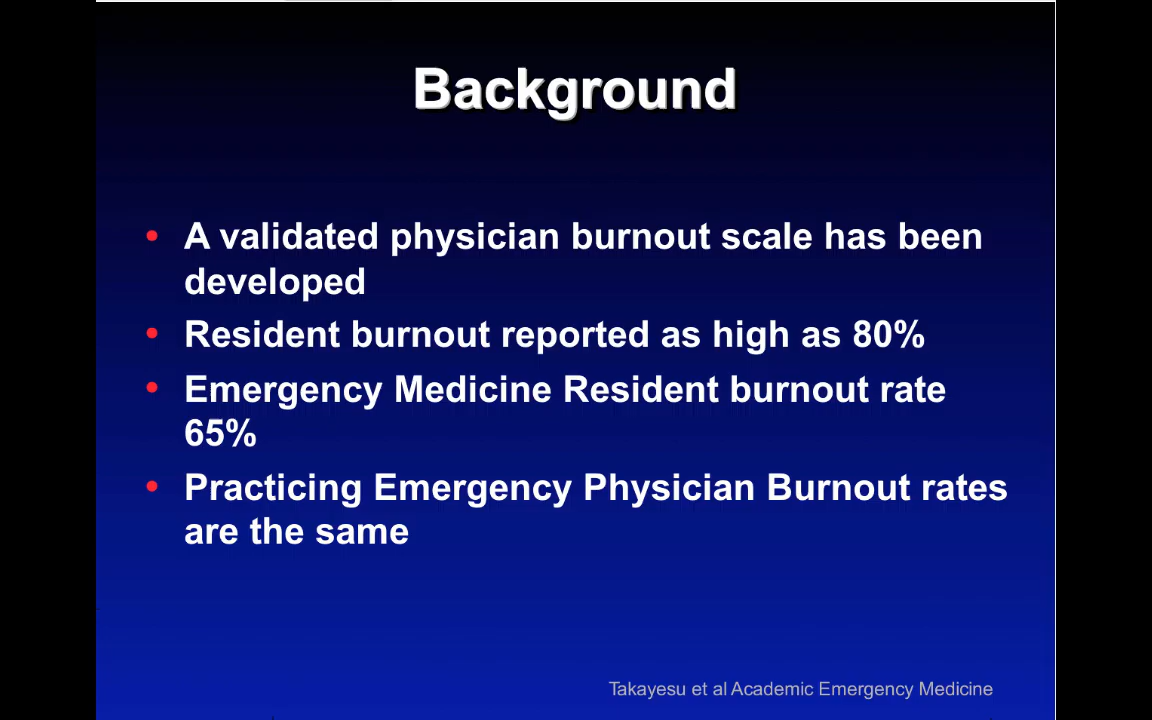 Background
• A validated physician burnout scale has been
developed
• Resident burnout reported as high as 80%
• Emergency Medicine Resident burnout rate
65%
• Practicing Emergency Physician Burnout rates
are the same
Takayesu et al Academic Emergency Medicine